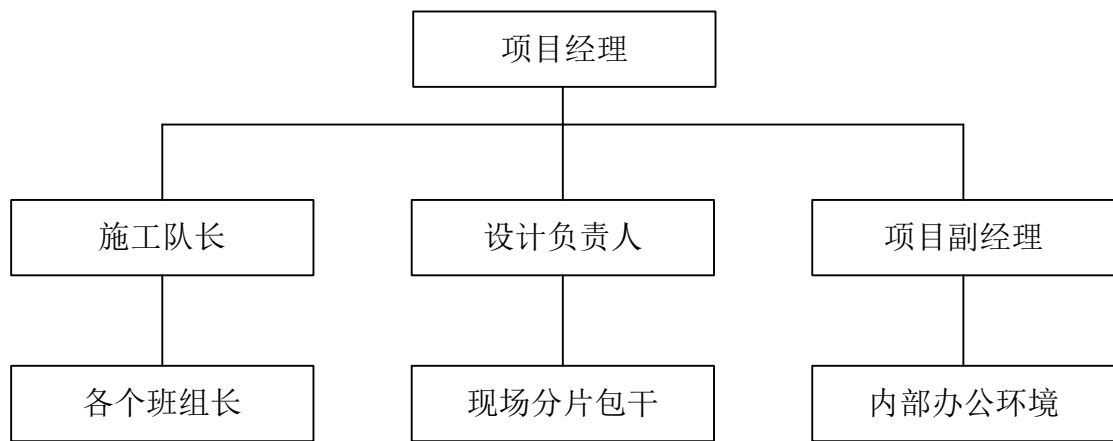 项目经理
施工队长
设计负责人
项目副经理
各个班组长
现场分片包干
内部办公环境